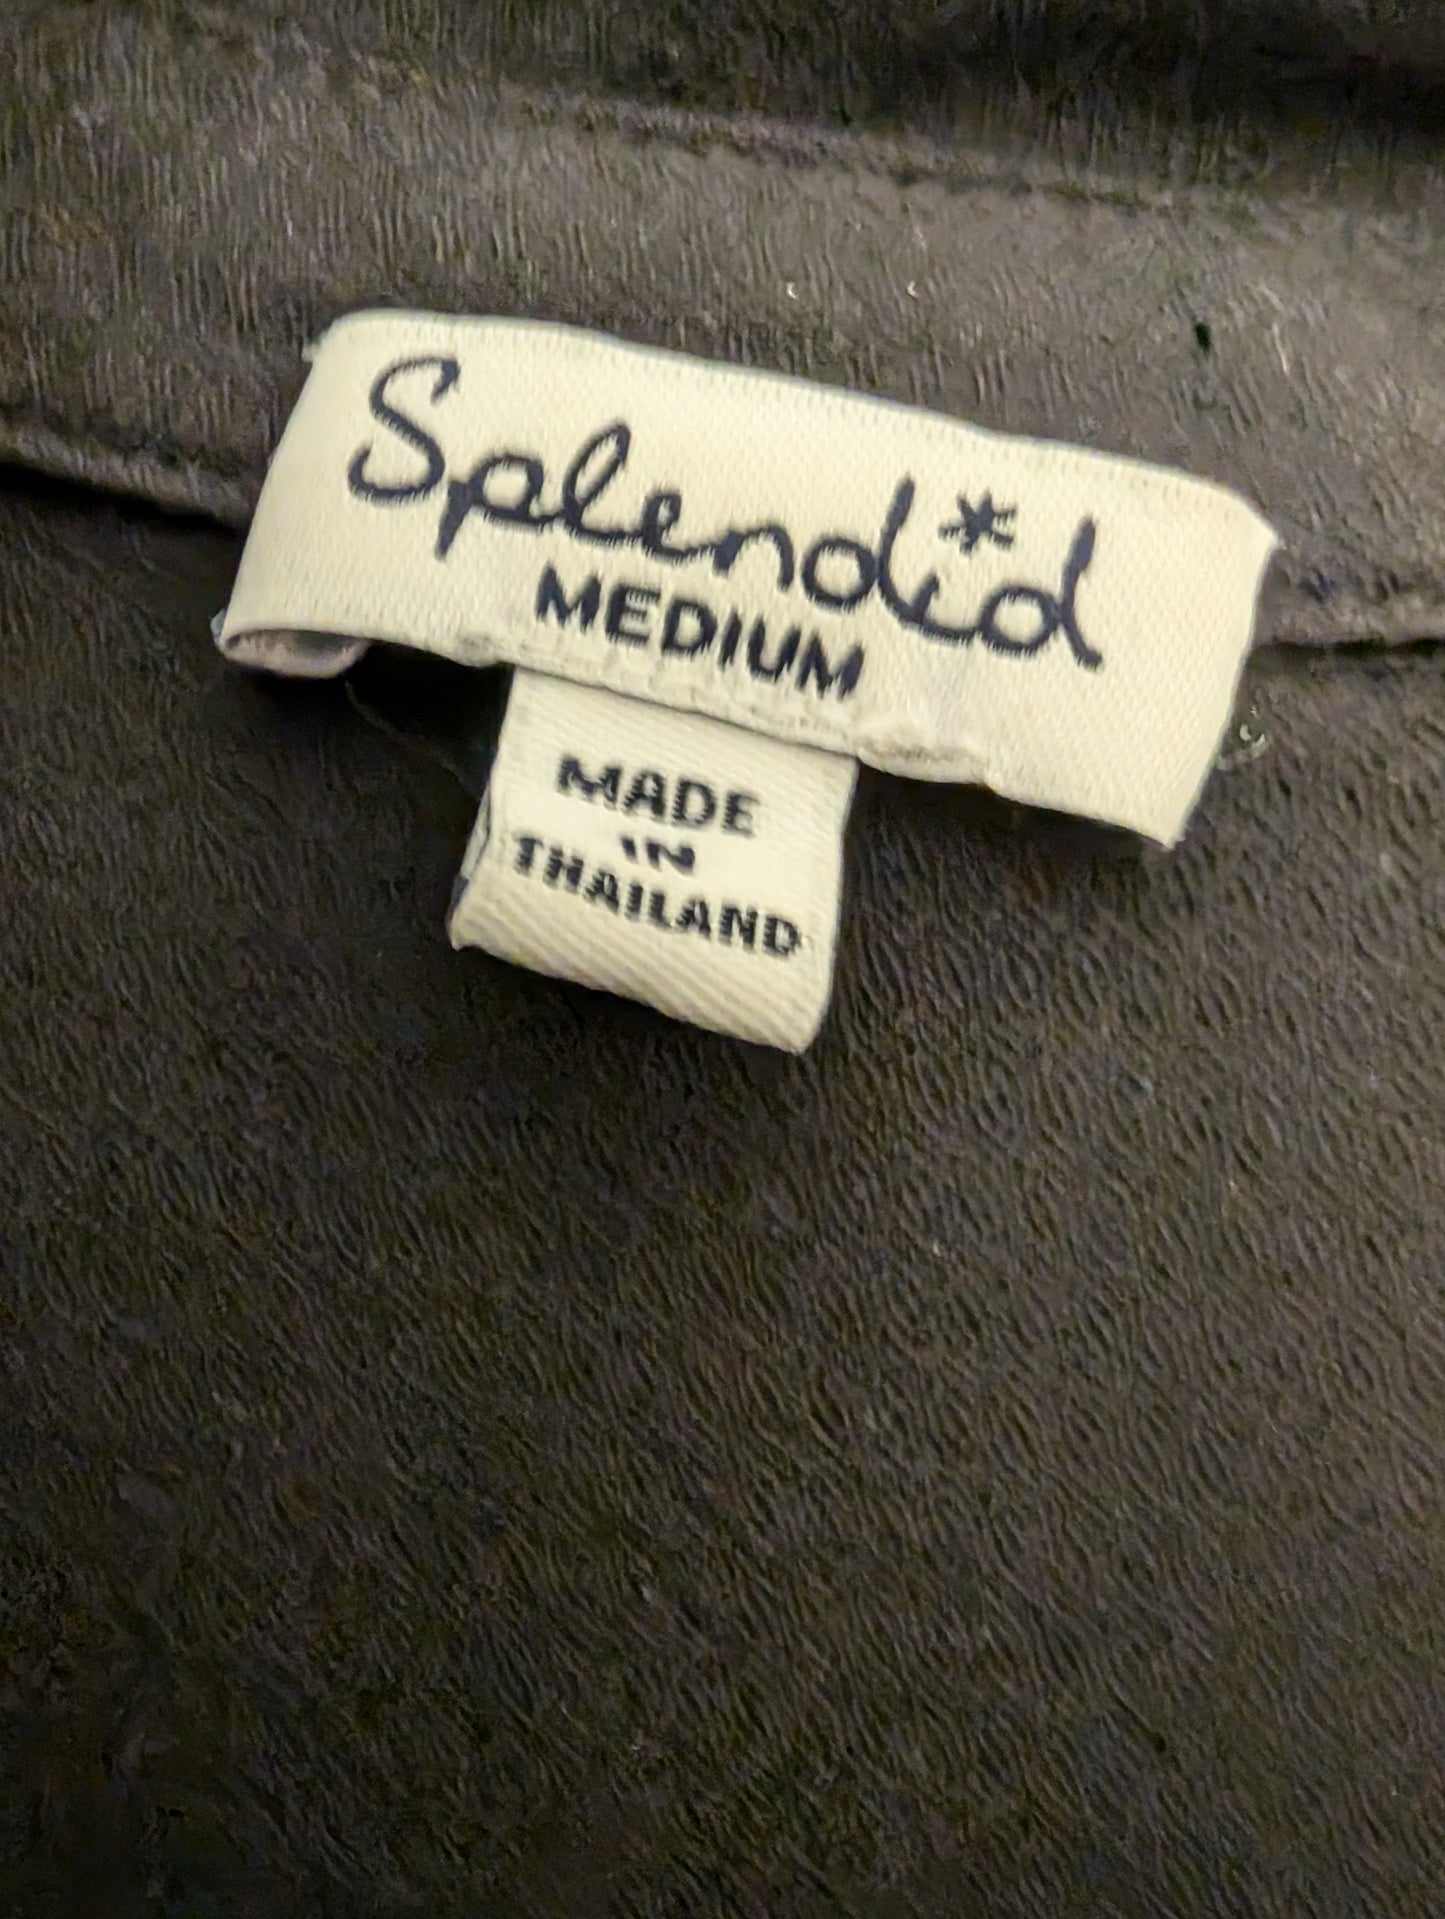 Splendid
MEDIUM
MADE
IN
THAILAND